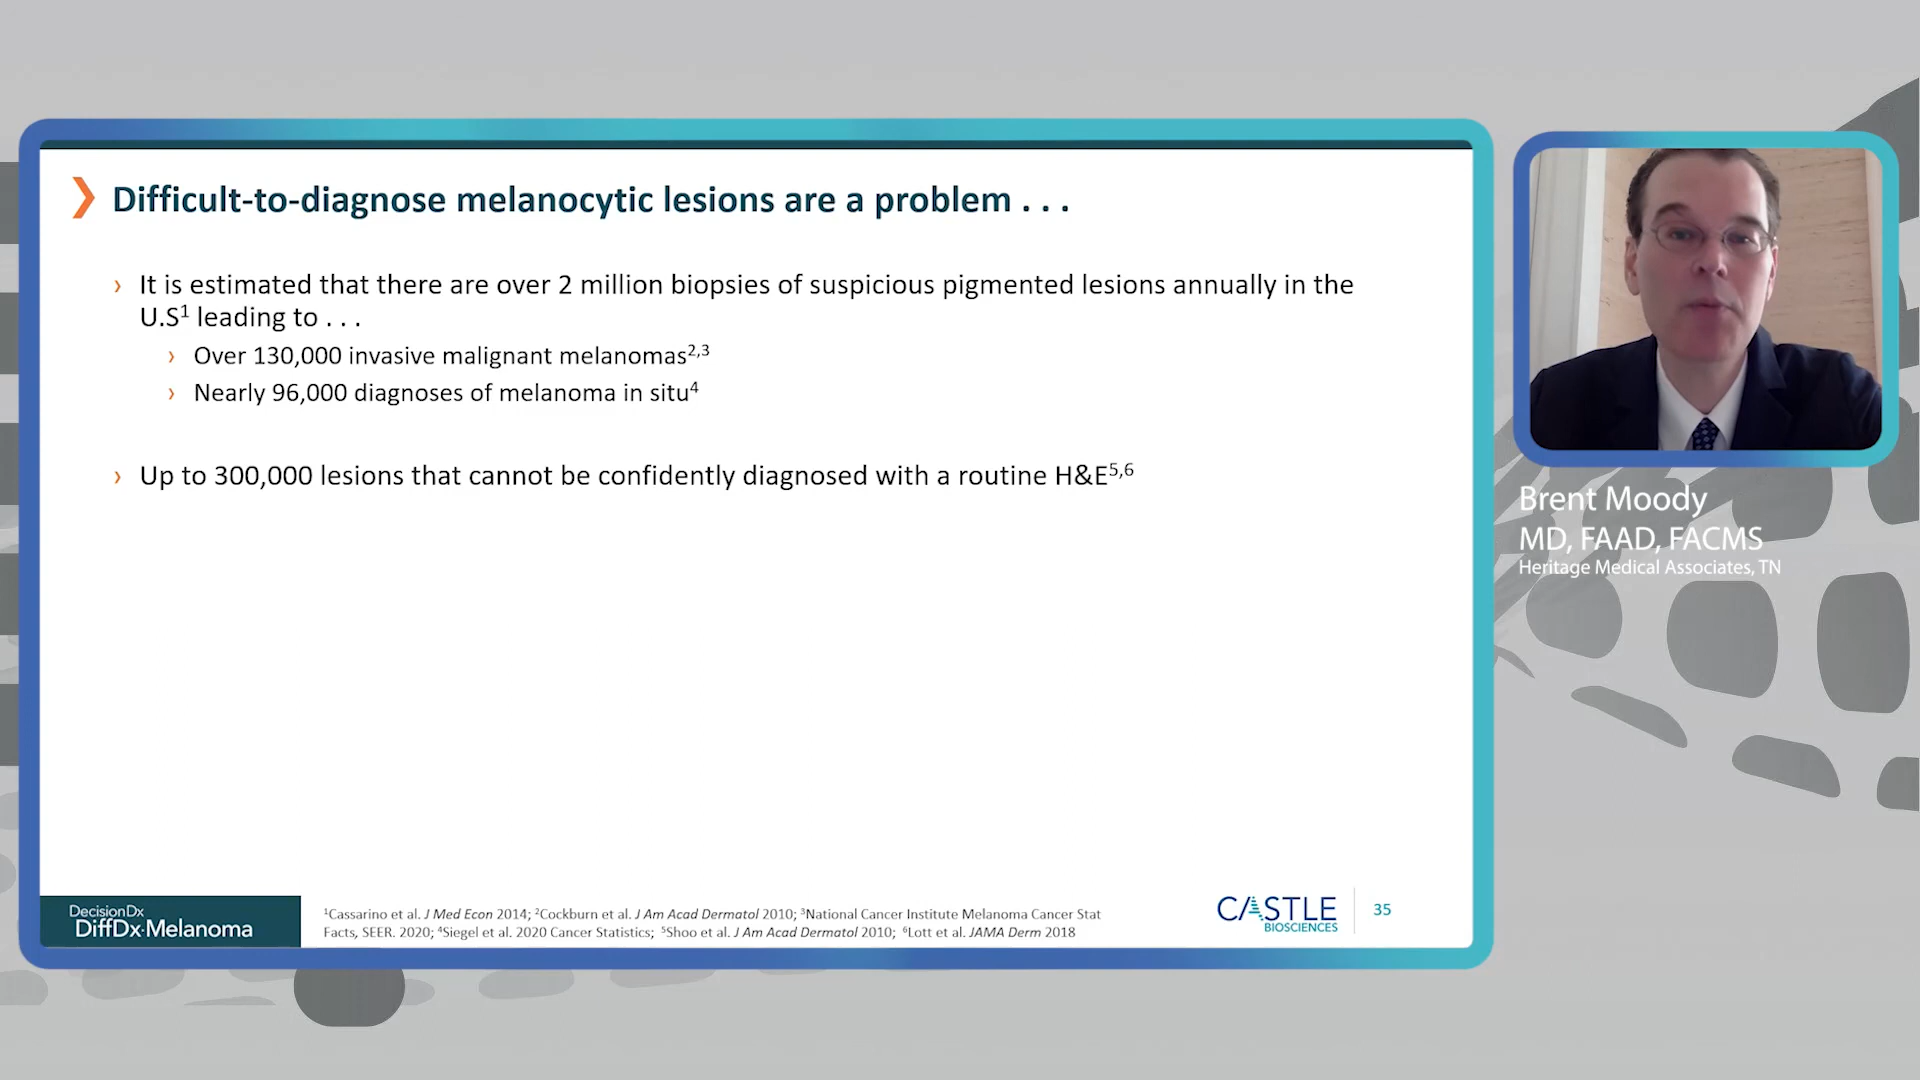 Difficult-to-diagnose melanocytic lesions are a problem . . .
› It is estimated that there are over 2 million biopsies of suspicious pigmented lesions annually in the
U.S¹ leading to . . .
› Over 130,000 invasive malignant melanomas²,³
› Nearly 96,000 diagnoses of melanoma in situ⁴
› Up to 300,000 lesions that cannot be confidently diagnosed with a routine H&E⁵,⁶
DecisionDx
DiffDx·Melanoma
¹Cassarino et al. J Med Econ 2014; ²Cockburn et al. J Am Acad Dermatol 2010; ³National Cancer Institute Melanoma Cancer Stat
Facts, SEER. 2020; ⁴Siegel et al. 2020 Cancer Statistics; ⁵Shoo et al. J Am Acad Dermatol 2010; ⁶Lott et al. JAMA Derm 2018
CASTLE
BIOSCIENCES
35
Brent Moody
MD, FAAD, FACMS
Heritage Medical Associates, TN